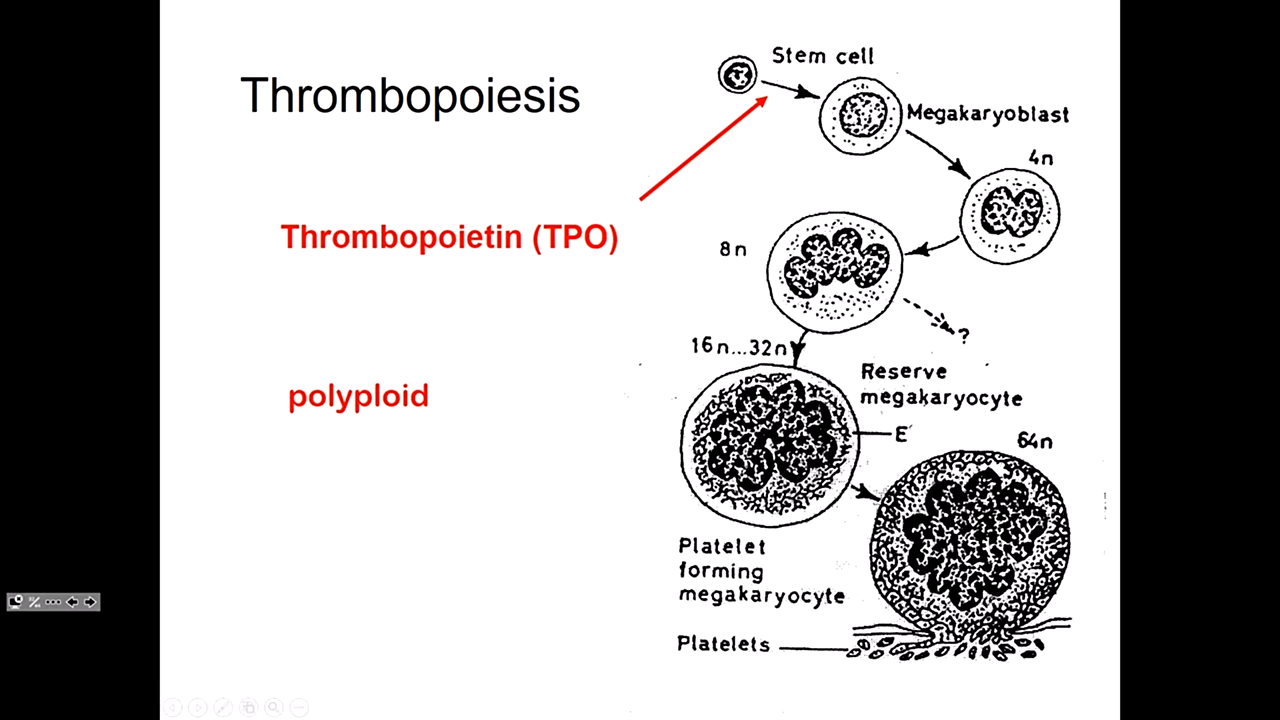 Thrombopoiesis
Thrombopoietin (TPO)
polyploid
Stem cell
Megakaryoblast
4n
8n
?
16n...32n
Reserve
megakaryocyte
E
64n
Platelet
forming
megakaryocyte
Platelets